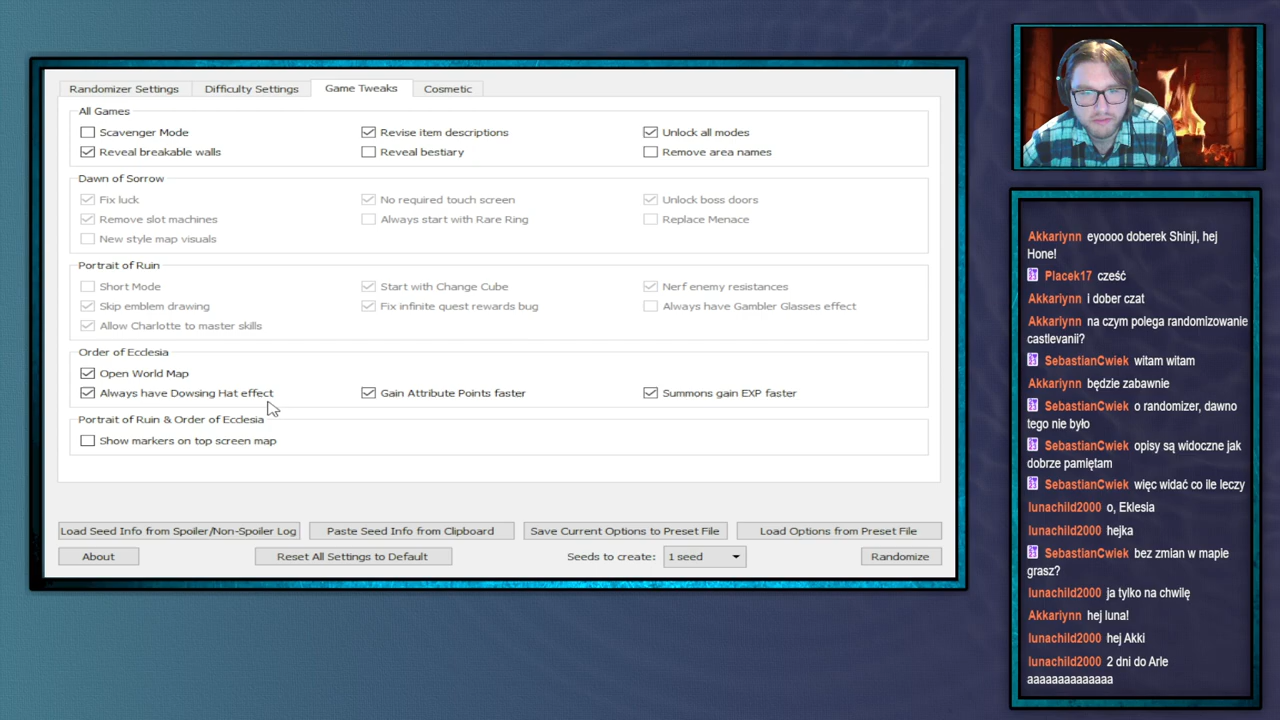 Randomizer Settings
Difficulty Settings
Game Tweaks
Cosmetic
All Games
Scavenger Mode
Revise item descriptions
Unlock all modes
Reveal breakable walls
Reveal bestiary
Remove area names
Dawn of Sorrow
Fix luck
No required touch screen
Unlock boss doors
Remove slot machines
Always start with Rare Ring
Replace Menace
New style map visuals
Portrait of Ruin
Short Mode
Start with Change Cube
Nerf enemy resistances
Skip emblem drawing
Fix infinite quest rewards bug
Always have Gambler Glasses effect
Allow Charlotte to master skills
Order of Ecclesia
Open World Map
Always have Dowsing Hat effect
Gain Attribute Points faster
Summons gain EXP faster
Portrait of Ruin & Order of Ecclesia
Show markers on top screen map
Load Seed Info from Spoiler/Non-Spoiler Log
Paste Seed Info from Clipboard
Save Current Options to Preset File
Load Options from Preset File
About
Reset All Settings to Default
Seeds to create:
1 seed
Randomize
Akkariynn eyoooo doberek Shinji, hej
Hone!
Placek17 cześć
Akkariynn i dober czat
Akkariynn na czym polega randomizowanie
castlevanii?
SebastianCwiek witam witam
Akkariynn będzie zabawnie
SebastianCwiek o randomizer, dawno
tego nie było
SebastianCwiek opisy są widoczne jak
dobrze pamiętam
SebastianCwiek więc widać co ile leczy
lunachild2000 o, Eklesia
lunachild2000 hejka
SebastianCwiek bez zmian w mapie
grasz?
lunachild2000 ja tylko na chwilę
Akkariynn hej luna!
lunachild2000 hej Akki
lunachild2000 2 dni do Arle
aaaaaaaaaaaaaa